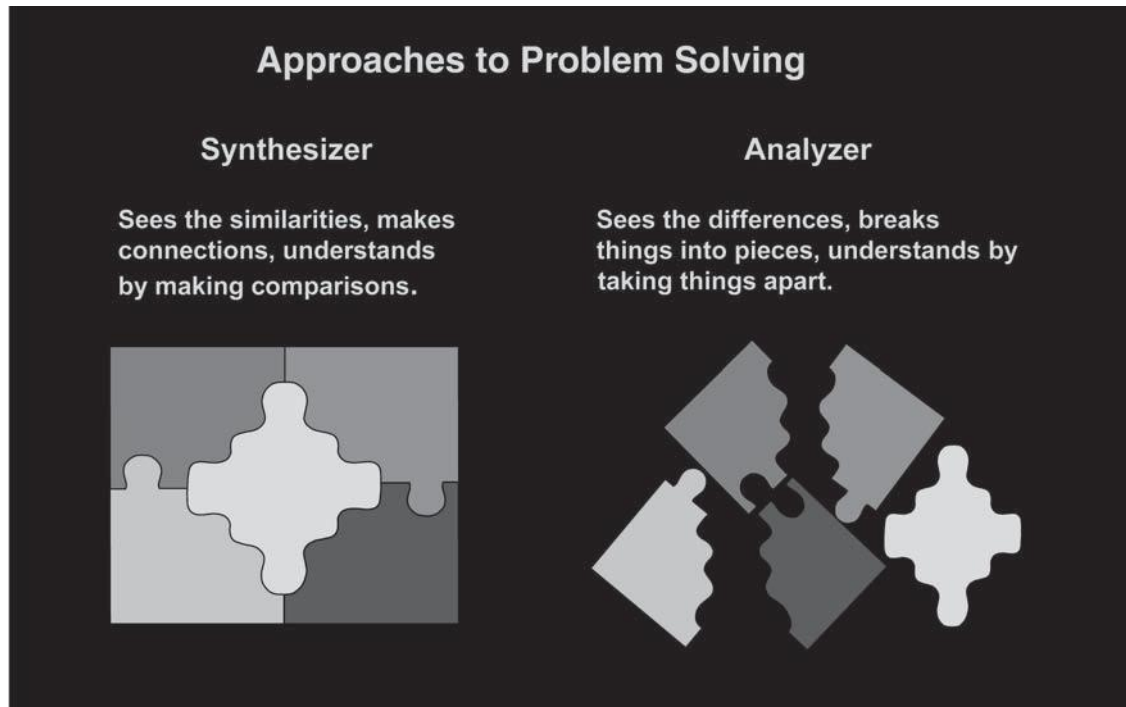 Approaches to Problem Solving
Synthesizer
Sees the similarities, makes
connections, understands
by making comparisons.
Analyzer
Sees the differences, breaks
things into pieces, understands by
taking things apart.